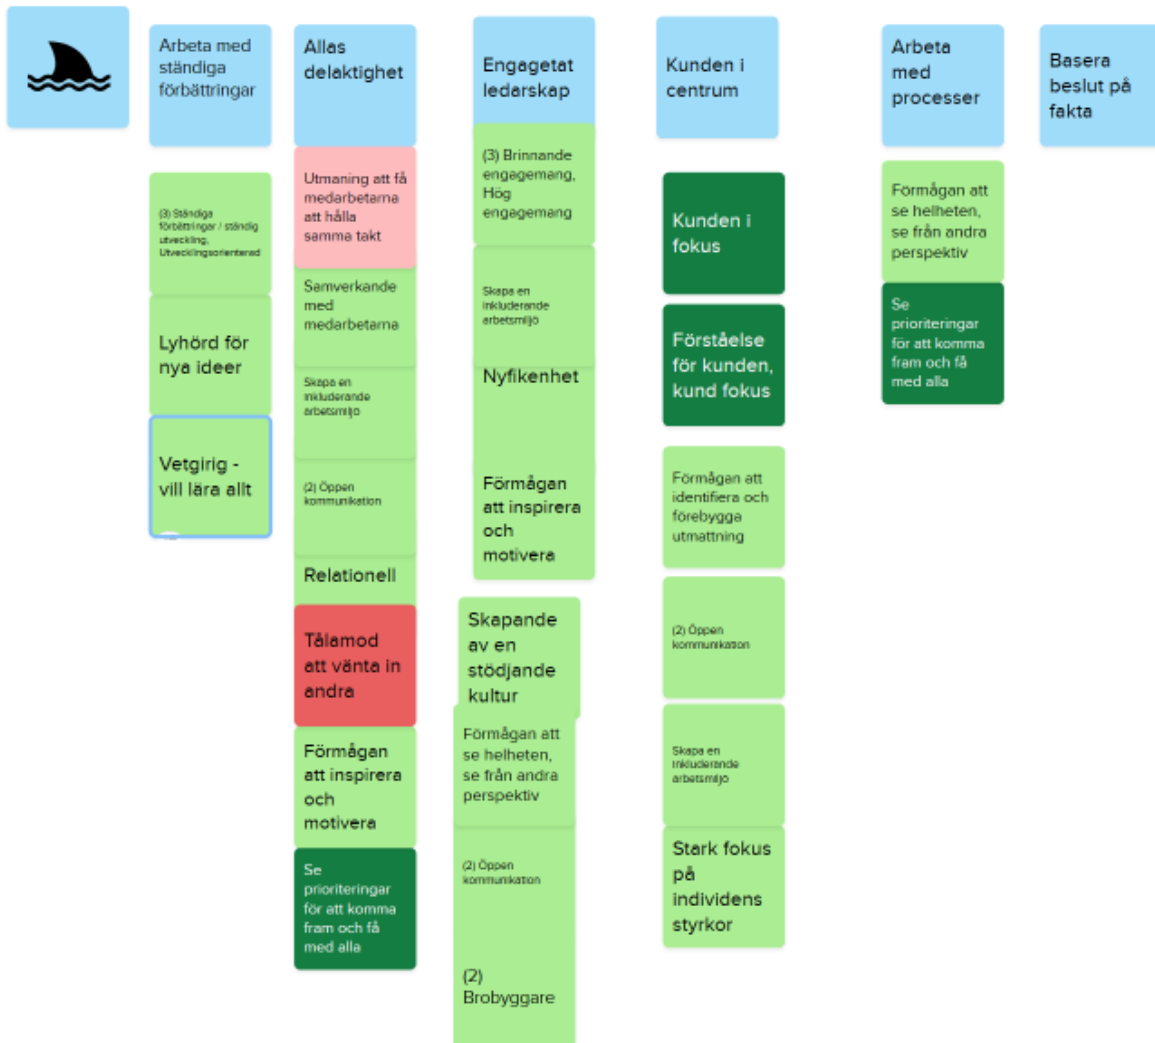 Arbeta med
ständiga
förbättringar
(3) Ständiga
förbättringar / ständig
utveckling,
Utvecklingsorienterad
Lyhörd för
nya ideer
Vetgirig -
vill lära allt
Allas
delaktighet
Utmaning att få
medarbetarna
att hålla
samma takt
Samverkande
med
medarbetarna
Skapa en
inkluderande
arbetsmiljö
(2) Öppen
kommunikation
Relationell
Tålamod
att vänta in
andra
Förmågan
att inspirera
och
motivera
Se
prioriteringar
för att komma
fram och få
med alla
Engagetat
ledarskap
(3) Brinnande
engagemang,
Hög
engagemang
Skapa en
inkluderande
arbetsmiljö
Nyfikenhet
Förmågan
att inspirera
och
motivera
Skapande
av en
stödjande
kultur
Förmågan att
se helheten,
se från andra
perspektiv
(2) Öppen
kommunikation
(2)
Brobyggare
Kunden i
centrum
Kunden i
fokus
Förståelse
för kunden,
kund fokus
Förmågan att
identifiera och
förebygga
utmattning
(2) Öppen
kommunikation
Skapa en
inkluderande
arbetsmiljö
Stark fokus
på
individens
styrkor
Arbeta
med
processer
Förmågan att
se helheten,
se från andra
perspektiv
Se
prioriteringar
för att komma
fram och få
med alla
Basera
beslut på
fakta